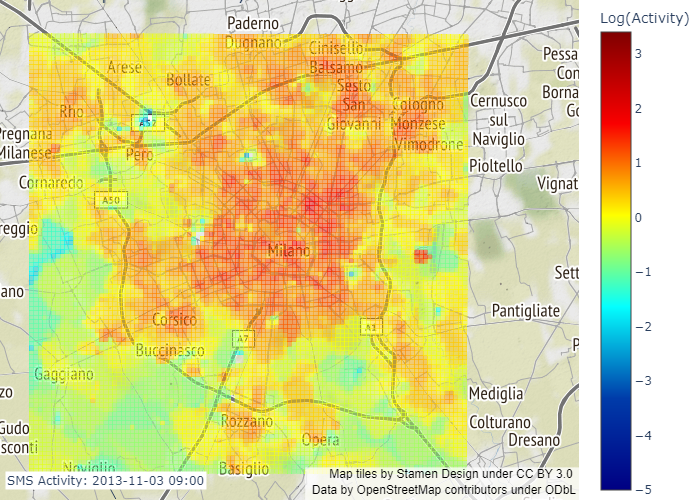 Paderno
Dugnano
Log(Activity)
Cinisello
Balsamo
Arese
Bollate
Sesto
San
Giovanni
Rho
A52
Cologno
Monzese
Pessa
Con
Borna
Go
Cernusco
sul
Naviglio
Pregnana
Milanese
Pero
Vimodrone
Pioltello
Cornaredo
Vignat
A50
reggio
Milano
Sett
ano
Pantigliate
Corsico
A7
A1
P
Buccinasco
Gaggiano
zo
Mediglia
Rozzano
Colturano
Gudo
sconti
Opera
Dresano
Noviglio
Basiglio
3
2
1
0
−1
−2
−3
−4
−5
SMS Activity: 2013-11-03 09:00
Map tiles by Stamen Design under CC BY 3.0
Data by OpenStreetMap contributors under ODbL